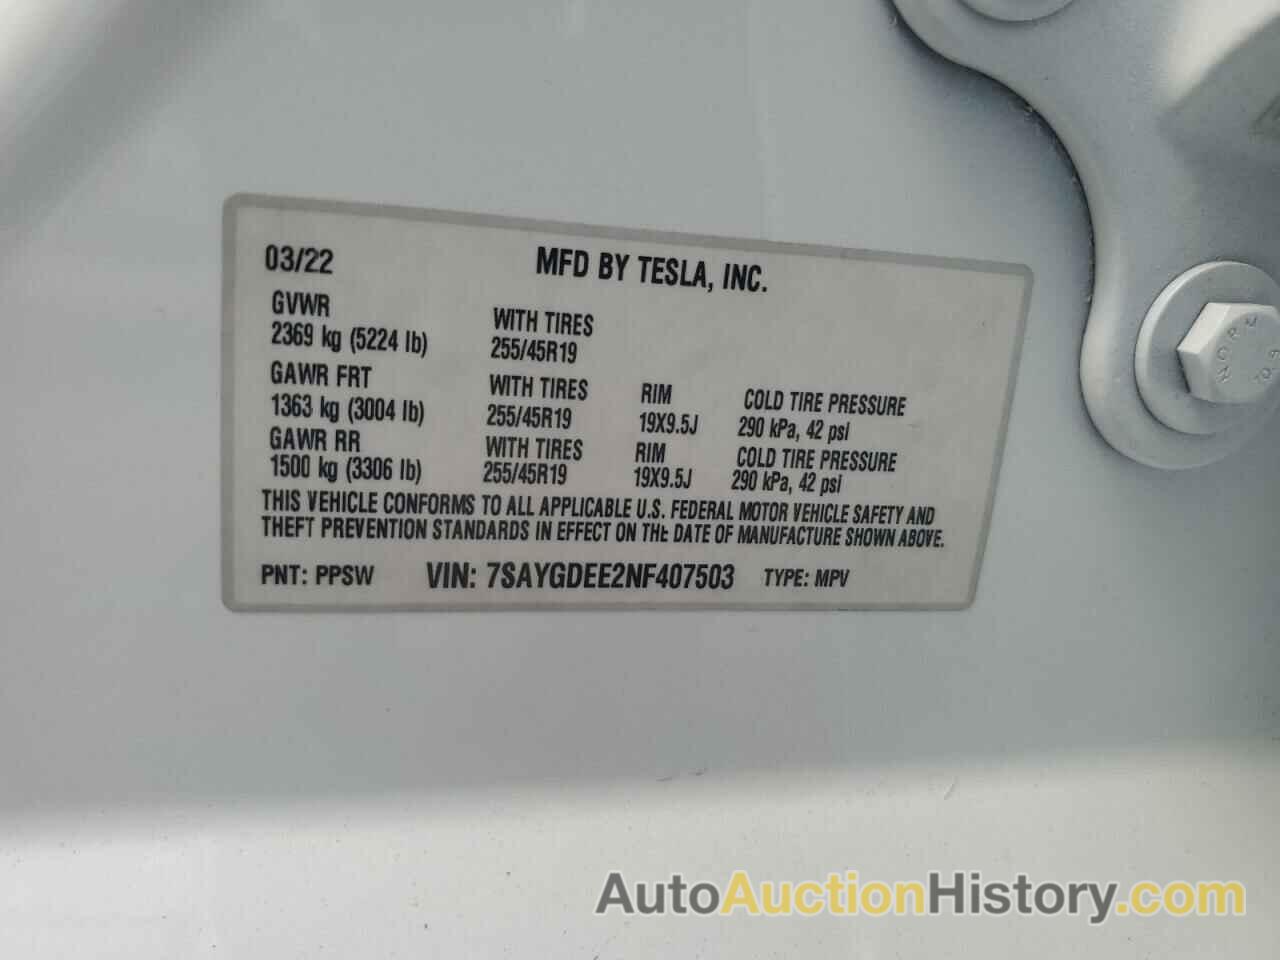 03/22 MFD BY TESLA, INC.
GVWR
2369 kg (5224 lb)
WITH TIRES
255/45R19
GAWR FRT
1363 kg (3004 lb)
WITH TIRES
255/45R19
RIM
19X9.5J
COLD TIRE PRESSURE
290 kPa, 42 psi
GAWR RR
1500 kg (3306 lb)
WITH TIRES
255/45R19
RIM
19X9.5J
COLD TIRE PRESSURE
290 kPa, 42 psi
THIS VEHICLE CONFORMS TO ALL APPLICABLE U.S. FEDERAL MOTOR VEHICLE SAFETY AND
THEFT PREVENTION STANDARDS IN EFFECT ON THE DATE OF MANUFACTURE SHOWN ABOVE.
PNT: PPSW VIN: 7SAYGDEE2NF407503 TYPE: MPV
AutoAuctionHistory.com